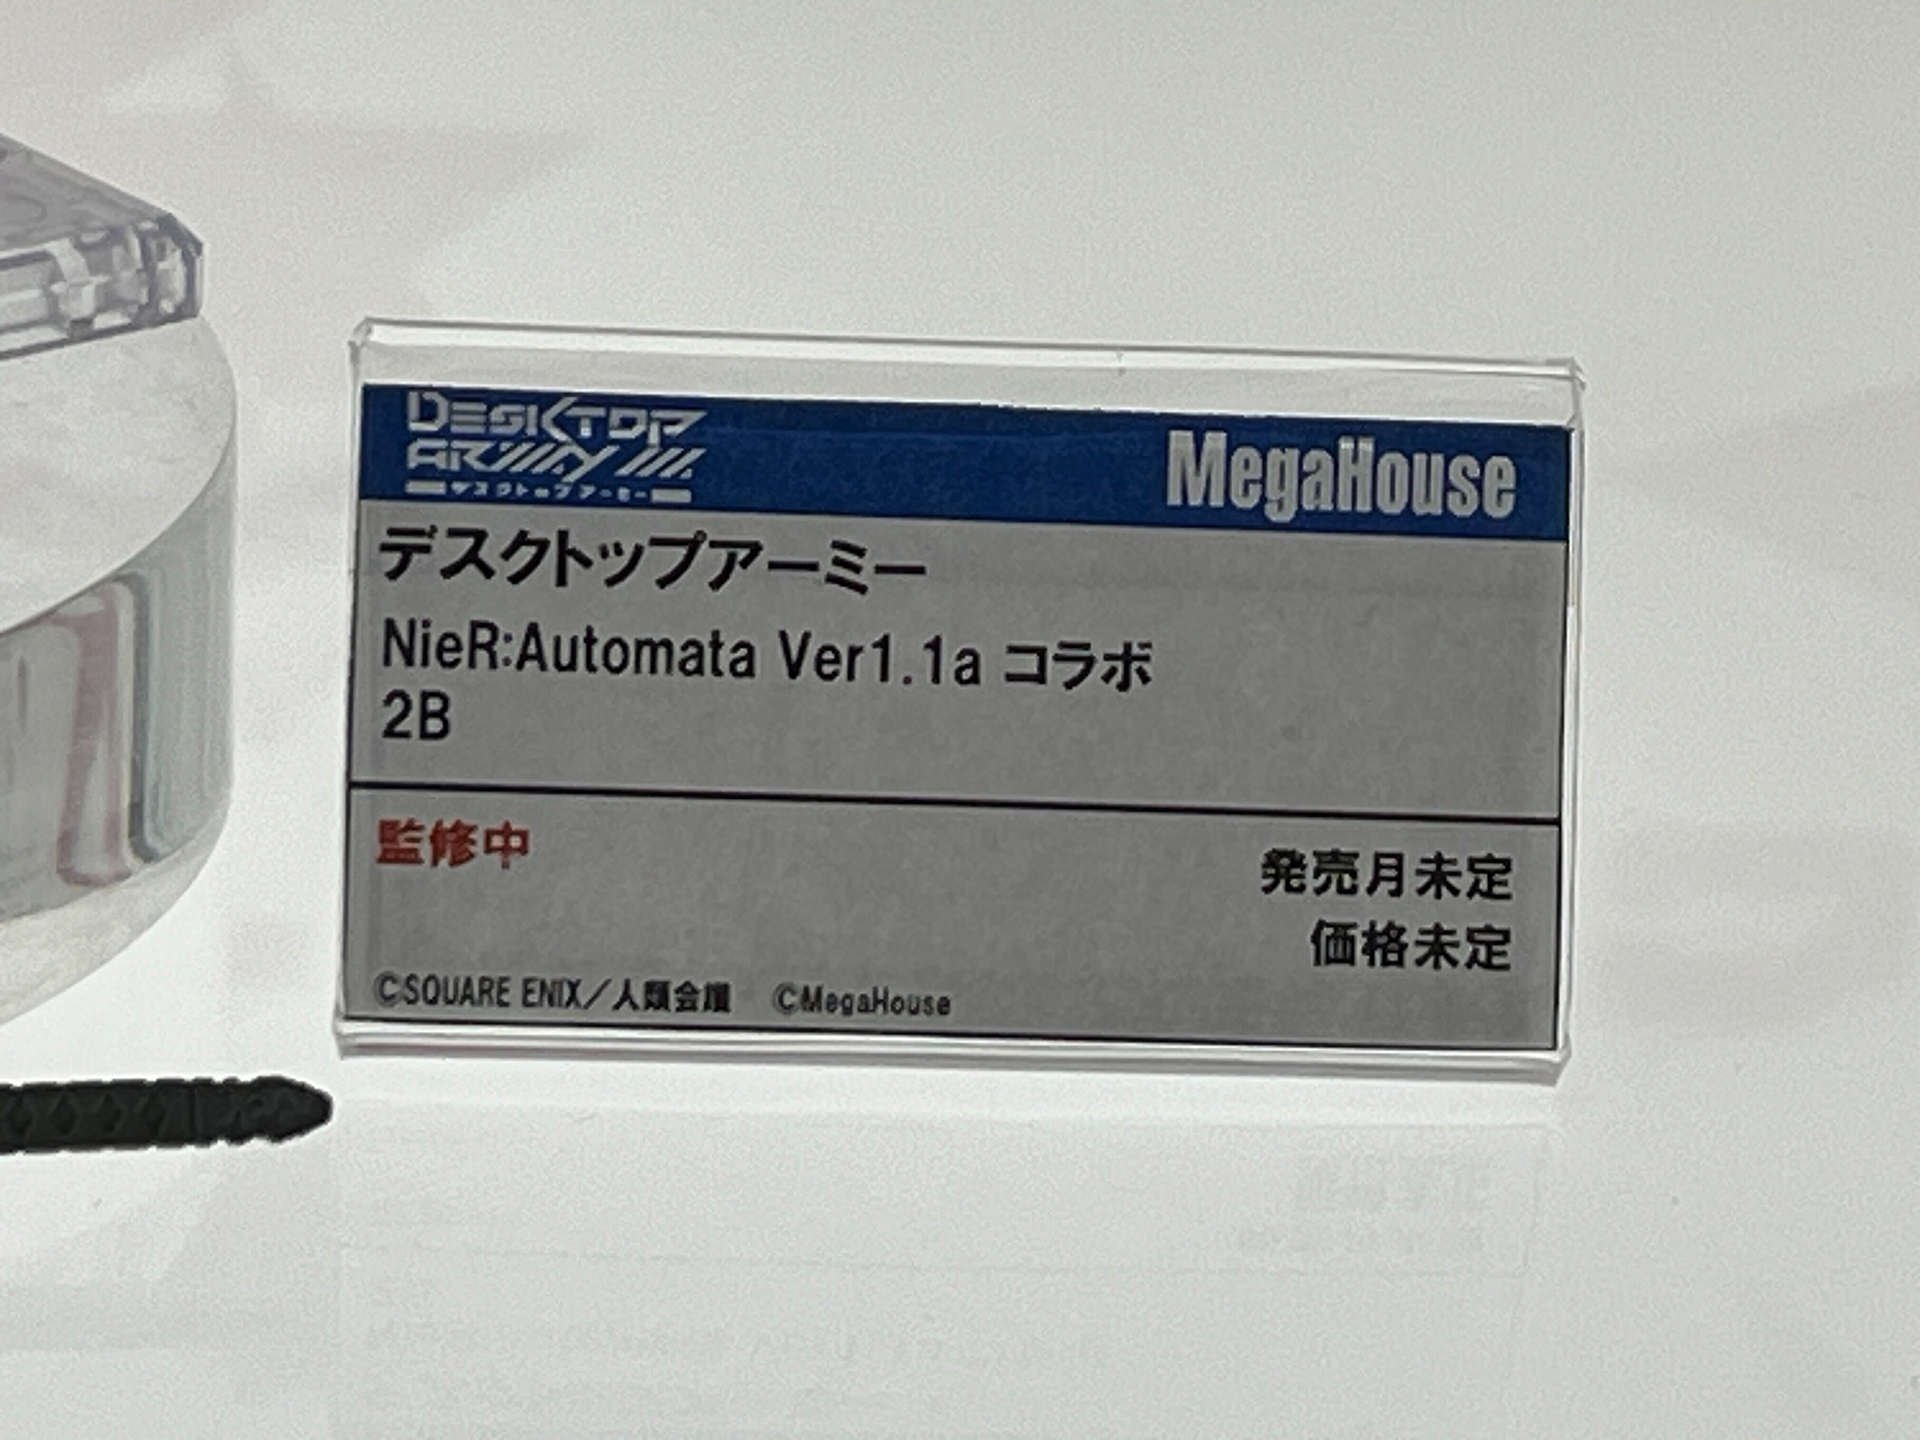 DESKTOP
ARMY
デスクトップアーミー
MegaHouse
デスクトップアーミー
NieR:Automata Ver1.1a コラボ
2B
監修中
発売月未定
価格未定
©SQUARE ENIX／人類会議 ©MegaHouse